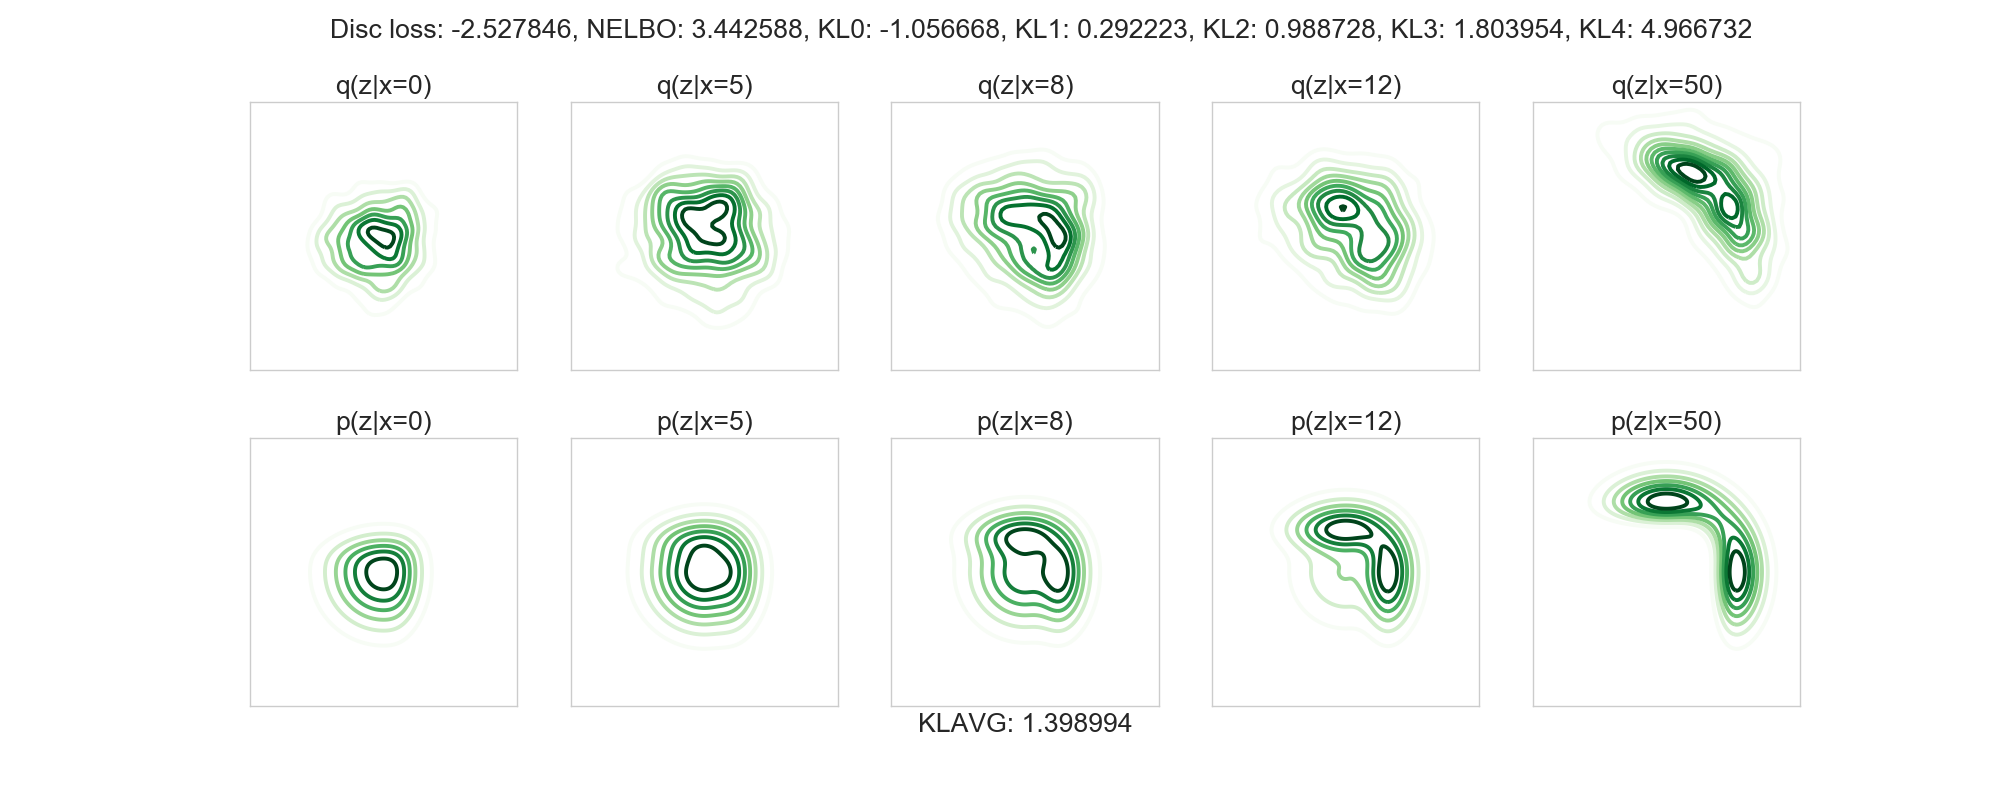 Disc loss: -2.527846, NELBO: 3.442588, KL0: -1.056668, KL1: 0.292223, KL2: 0.988728, KL3: 1.803954, KL4: 4.966732
q(z|x=0) q(z|x=5) q(z|x=8) q(z|x=12) q(z|x=50)
p(z|x=0) p(z|x=5) p(z|x=8) p(z|x=12) p(z|x=50)
KLAVG: 1.398994